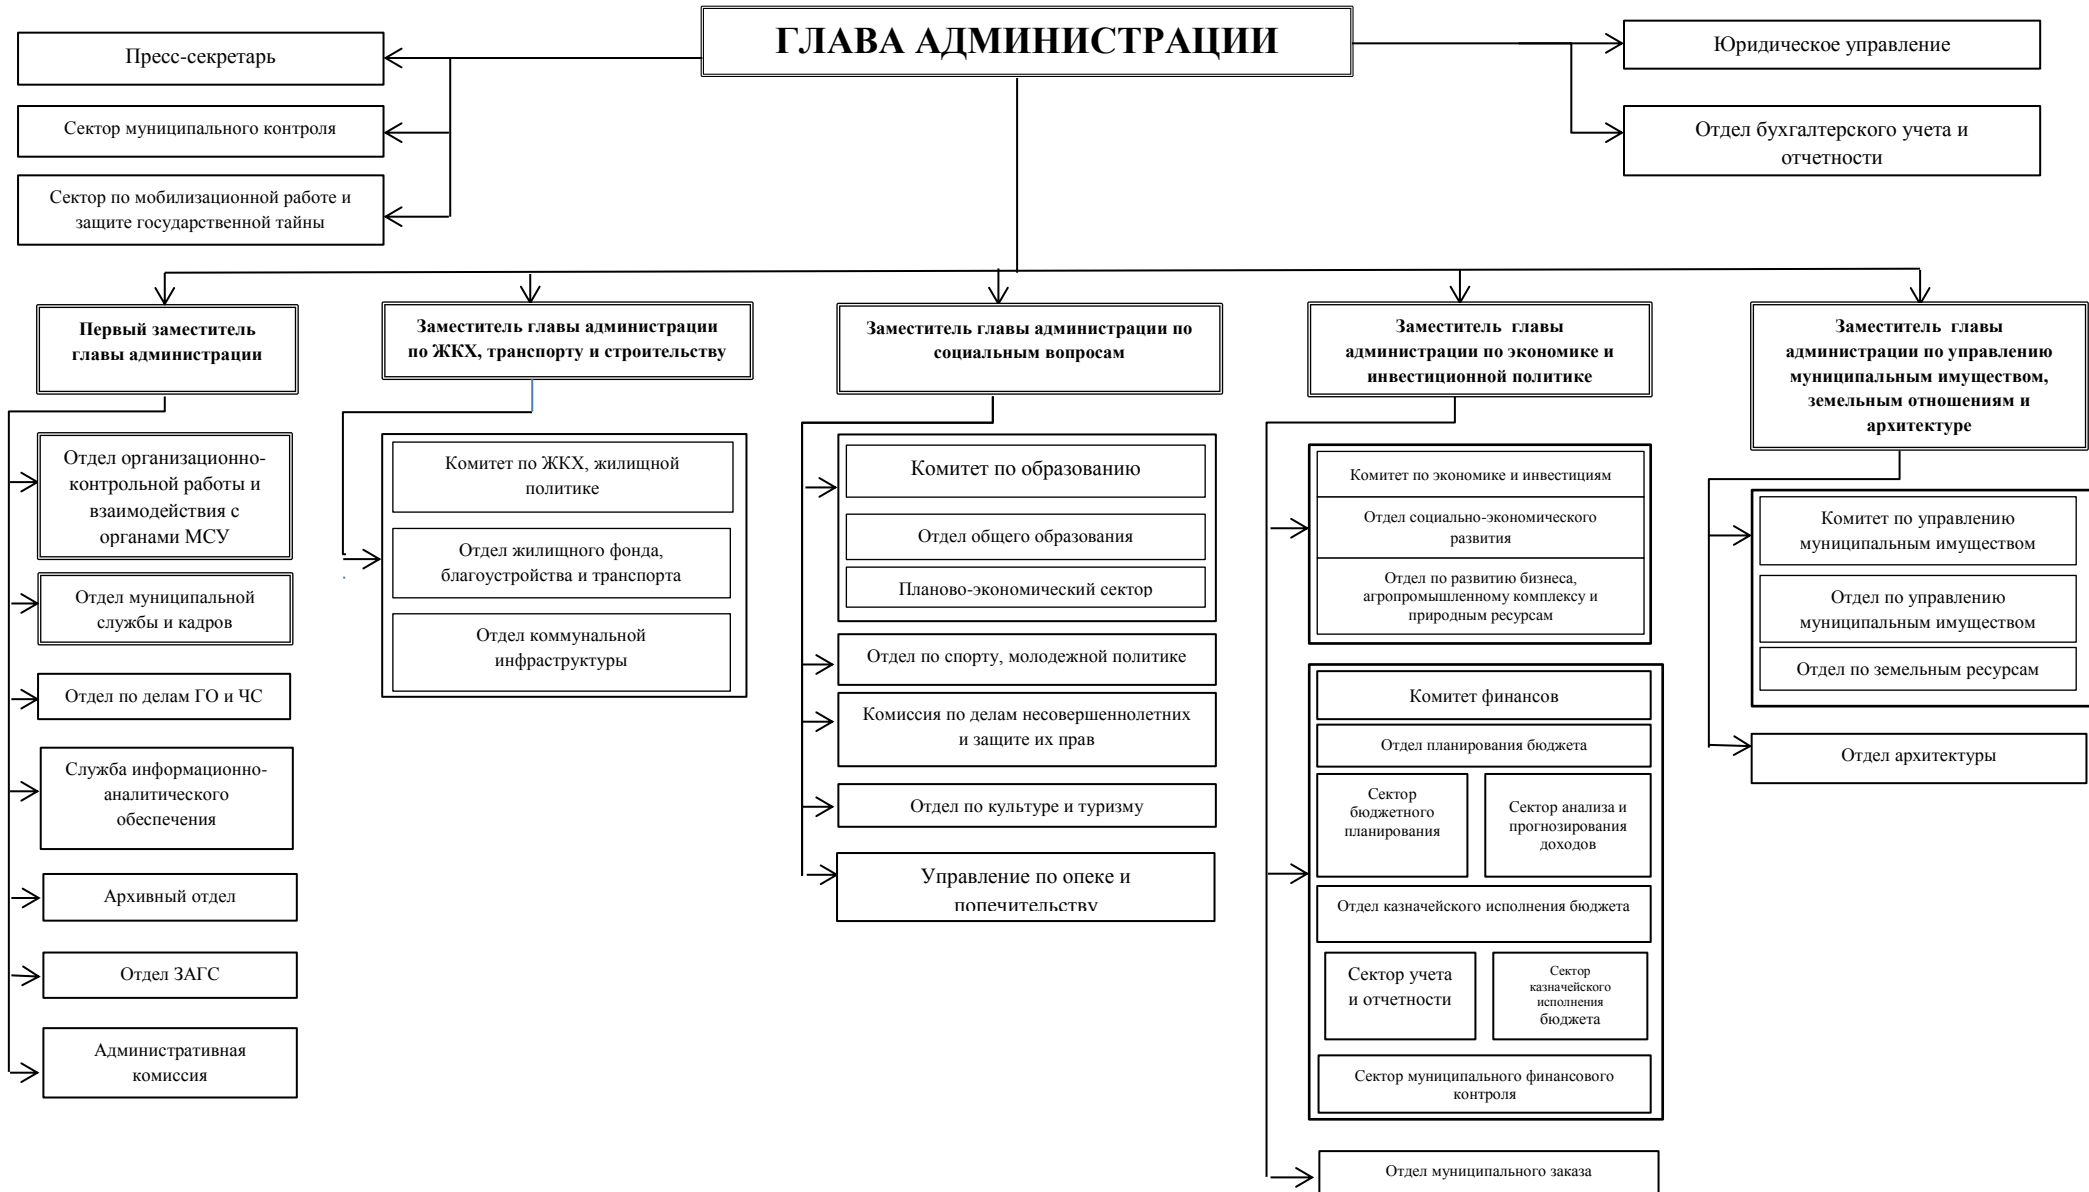 ГЛАВА АДМИНИСТРАЦИИ
Пресс-секретарь
Сектор муниципального контроля
Сектор по мобилизационной работе и
защите государственной тайны
Юридическое управление
Отдел бухгалтерского учета и
отчетности
Первый заместитель
главы администрации
Отдел организационно-
контрольной работы и
взаимодействия с
органами МСУ
Отдел муниципальной
службы и кадров
Отдел по делам ГО и ЧС
Служба информационно-
аналитического
обеспечения
Архивный отдел
Отдел ЗАГС
Административная
комиссия
Заместитель главы администрации
по ЖКХ, транспорту и строительству
Комитет по ЖКХ, жилищной
политике
Отдел жилищного фонда,
благоустройства и транспорта
Отдел коммунальной
инфраструктуры
Заместитель главы администрации по
социальным вопросам
Комитет по образованию
Отдел общего образования
Планово-экономический сектор
Отдел по спорту, молодежной политике
Комиссия по делам несовершеннолетних
и защите их прав
Отдел по культуре и туризму
Управление по опеке и
попечительству
Заместитель главы
администрации по экономике и
инвестиционной политике
Комитет по экономике и инвестициям
Отдел социально-экономического
развития
Отдел по развитию бизнеса,
агропромышленному комплексу и
природным ресурсам
Комитет финансов
Отдел планирования бюджета
Сектор
бюджетного
планирования
Сектор анализа и
прогнозирования
доходов
Отдел казначейского исполнения бюджета
Сектор учета
и отчетности
Сектор
казначейского
исполнения
бюджета
Сектор муниципального финансового
контроля
Отдел муниципального заказа
Заместитель главы
администрации по управлению
муниципальным имуществом,
земельным отношениям и
архитектуре
Комитет по управлению
муниципальным имуществом
Отдел по управлению
муниципальным имуществом
Отдел по земельным ресурсам
Отдел архитектуры